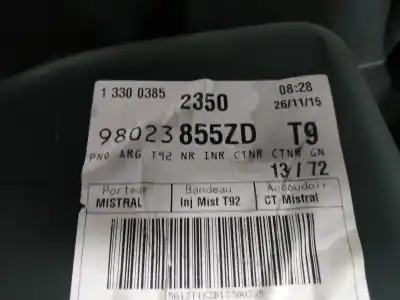 1 330 0385 2350 08:28
26/11/15
98023 855ZD T9
PNO ARG T92 NR INR CTNR CTNR GN
13 / 72
Porteur Bandeau Accoudoir
MISTRAL Inj Mist T92 CT Mistral